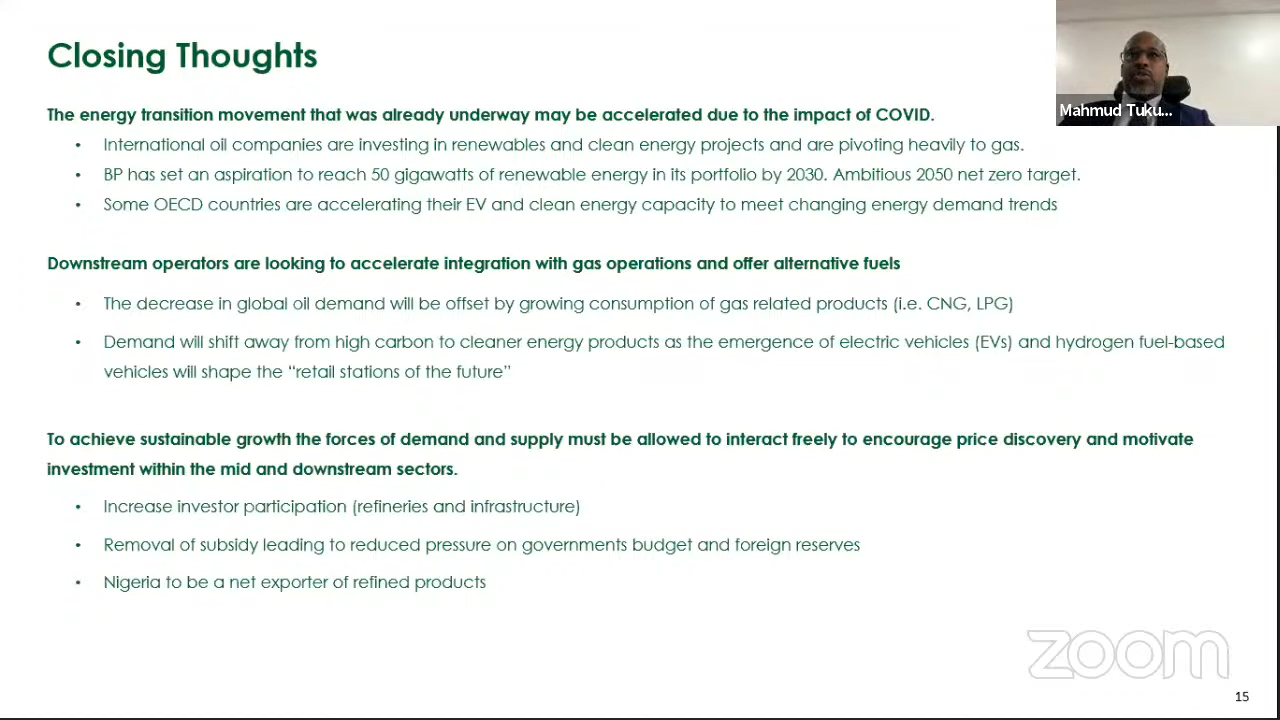 Closing Thoughts
Mahmud Tuku...
The energy transition movement that was already underway may be accelerated due to the impact of COVID.
• International oil companies are investing in renewables and clean energy projects and are pivoting heavily to gas.
• BP has set an aspiration to reach 50 gigawatts of renewable energy in its portfolio by 2030. Ambitious 2050 net zero target.
• Some OECD countries are accelerating their EV and clean energy capacity to meet changing energy demand trends
Downstream operators are looking to accelerate integration with gas operations and offer alternative fuels
• The decrease in global oil demand will be offset by growing consumption of gas related products (i.e. CNG, LPG)
• Demand will shift away from high carbon to cleaner energy products as the emergence of electric vehicles (EVs) and hydrogen fuel-based
vehicles will shape the “retail stations of the future”
To achieve sustainable growth the forces of demand and supply must be allowed to interact freely to encourage price discovery and motivate
investment within the mid and downstream sectors.
• Increase investor participation (refineries and infrastructure)
• Removal of subsidy leading to reduced pressure on governments budget and foreign reserves
• Nigeria to be a net exporter of refined products
zoom
15